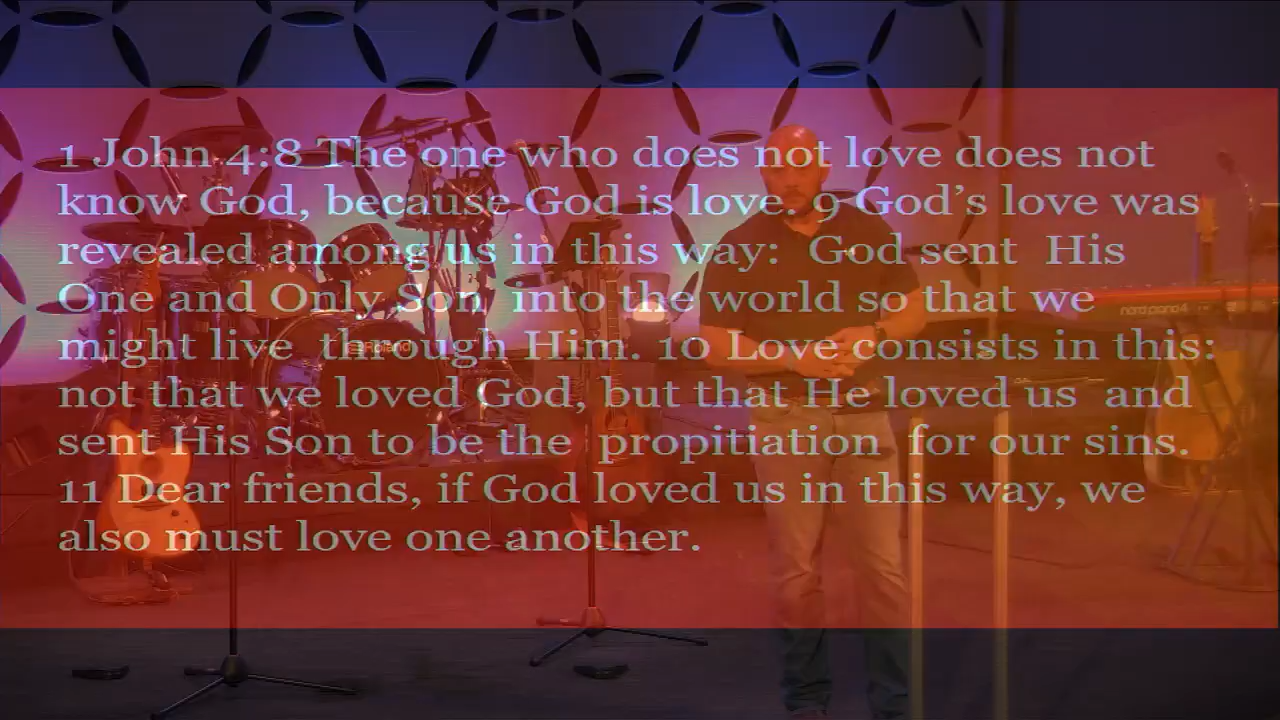 1 John 4:8 The one who does not love does not
know God, because God is love. 9 God's love was
revealed among us in this way: God sent His
One and Only Son into the world so that we
might live through Him. 10 Love consists in this:
not that we loved God, but that He loved us and
sent His Son to be the propitiation for our sins.
11 Dear friends, if God loved us in this way, we
also must love one another.
Roland
nord piano 4